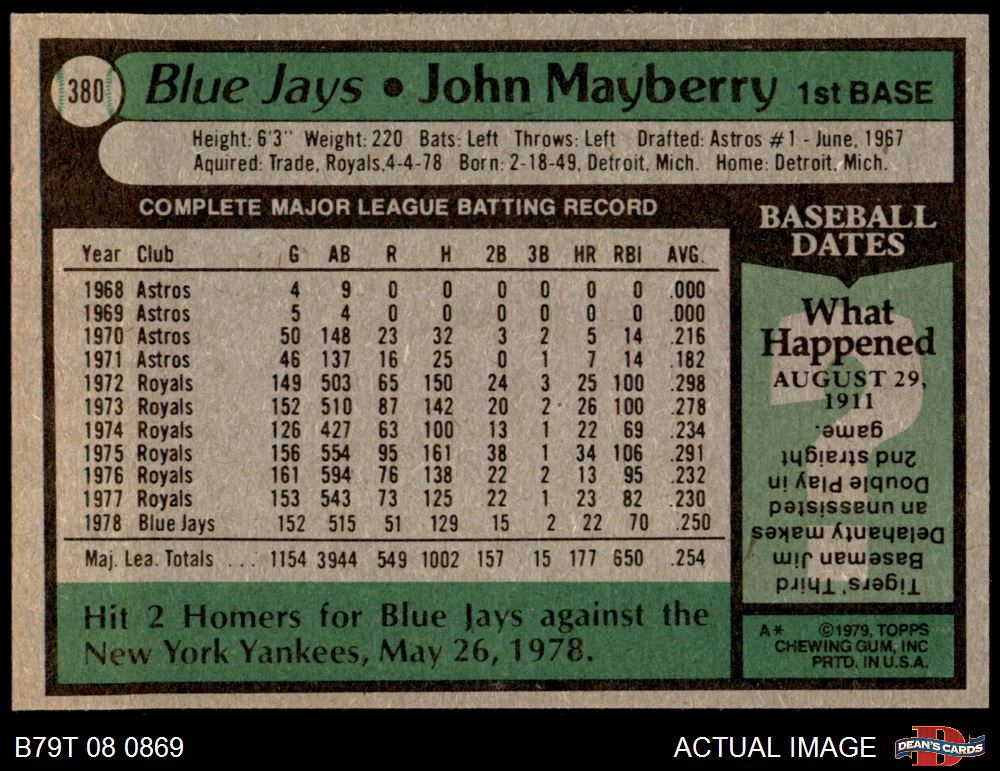 380
Blue Jays • John Mayberry 1st BASE
Height: 6'3" Weight: 220 Bats: Left Throws: Left Drafted: Astros #1 - June, 1967
Aquired: Trade, Royals, 4-4-78 Born: 2-18-49, Detroit, Mich. Home: Detroit, Mich.
COMPLETE MAJOR LEAGUE BATTING RECORD
Year Club G AB R H 2B 3B HR RBI AVG.
1968 Astros 4 9 0 0 0 0 0 0 .000
1969 Astros 5 4 0 0 0 0 0 0 .000
1970 Astros 50 148 23 32 3 2 5 14 .216
1971 Astros 46 137 16 25 0 1 7 14 .182
1972 Royals 149 503 65 150 24 3 25 100 .298
1973 Royals 152 510 87 142 20 2 26 100 .278
1974 Royals 126 427 63 100 13 1 22 69 .234
1975 Royals 156 554 95 161 38 1 34 106 .291
1976 Royals 161 594 76 138 22 2 13 95 .232
1977 Royals 153 543 73 125 22 1 23 82 .230
1978 Blue Jays 152 515 51 129 15 2 22 70 .250
Maj. Lea. Totals ... 1154 3944 549 1002 157 15 177 650 .254
Hit 2 Homers for Blue Jays against the
New York Yankees, May 26, 1978.
BASEBALL
DATES
What
Happened
AUGUST 29,
1911
Tigers' Third
Baseman Jim
Delahanty makes
an unassisted
Double Play in
2nd straight
game.
A* ©1979, TOPPS
CHEWING GUM, INC
PRTD. IN U.S.A.
B79T 08 0869
ACTUAL IMAGE
D
DEAN'S CARDS